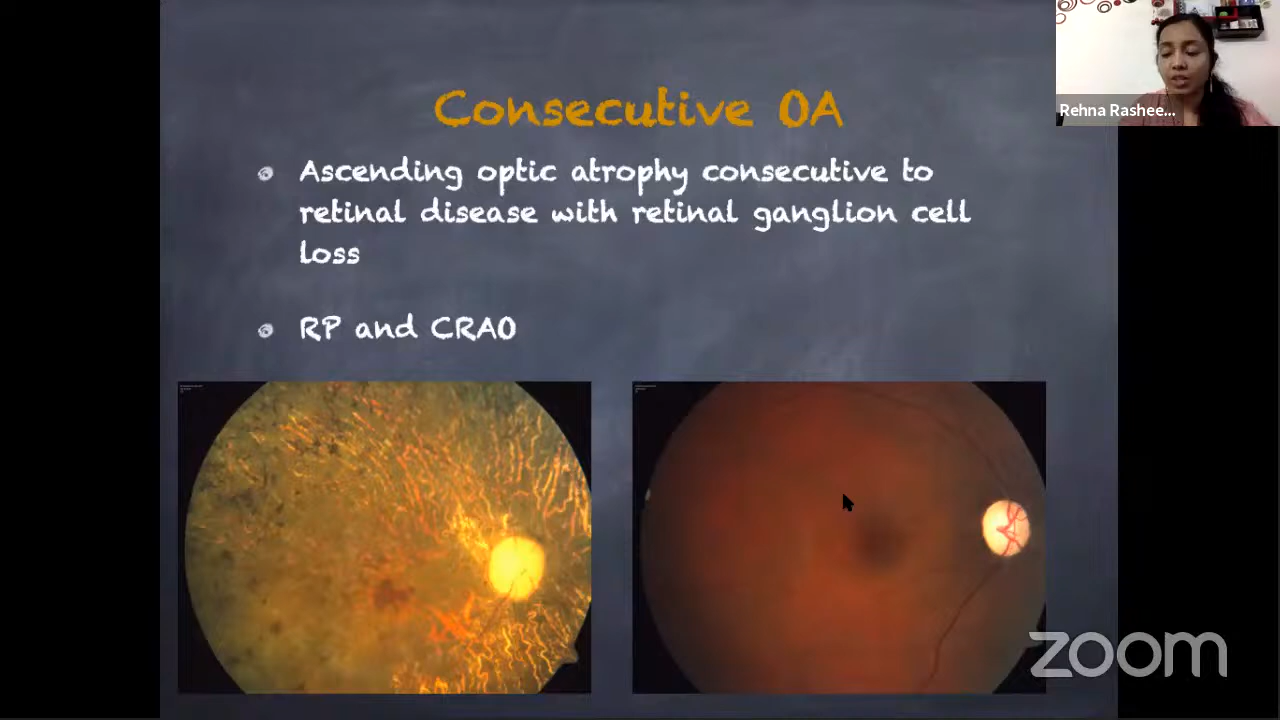 Consecutive OA
Rehna Rashee...
Ascending optic atrophy consecutive to
retinal disease with retinal ganglion cell
loss
RP and CRAO
zoom